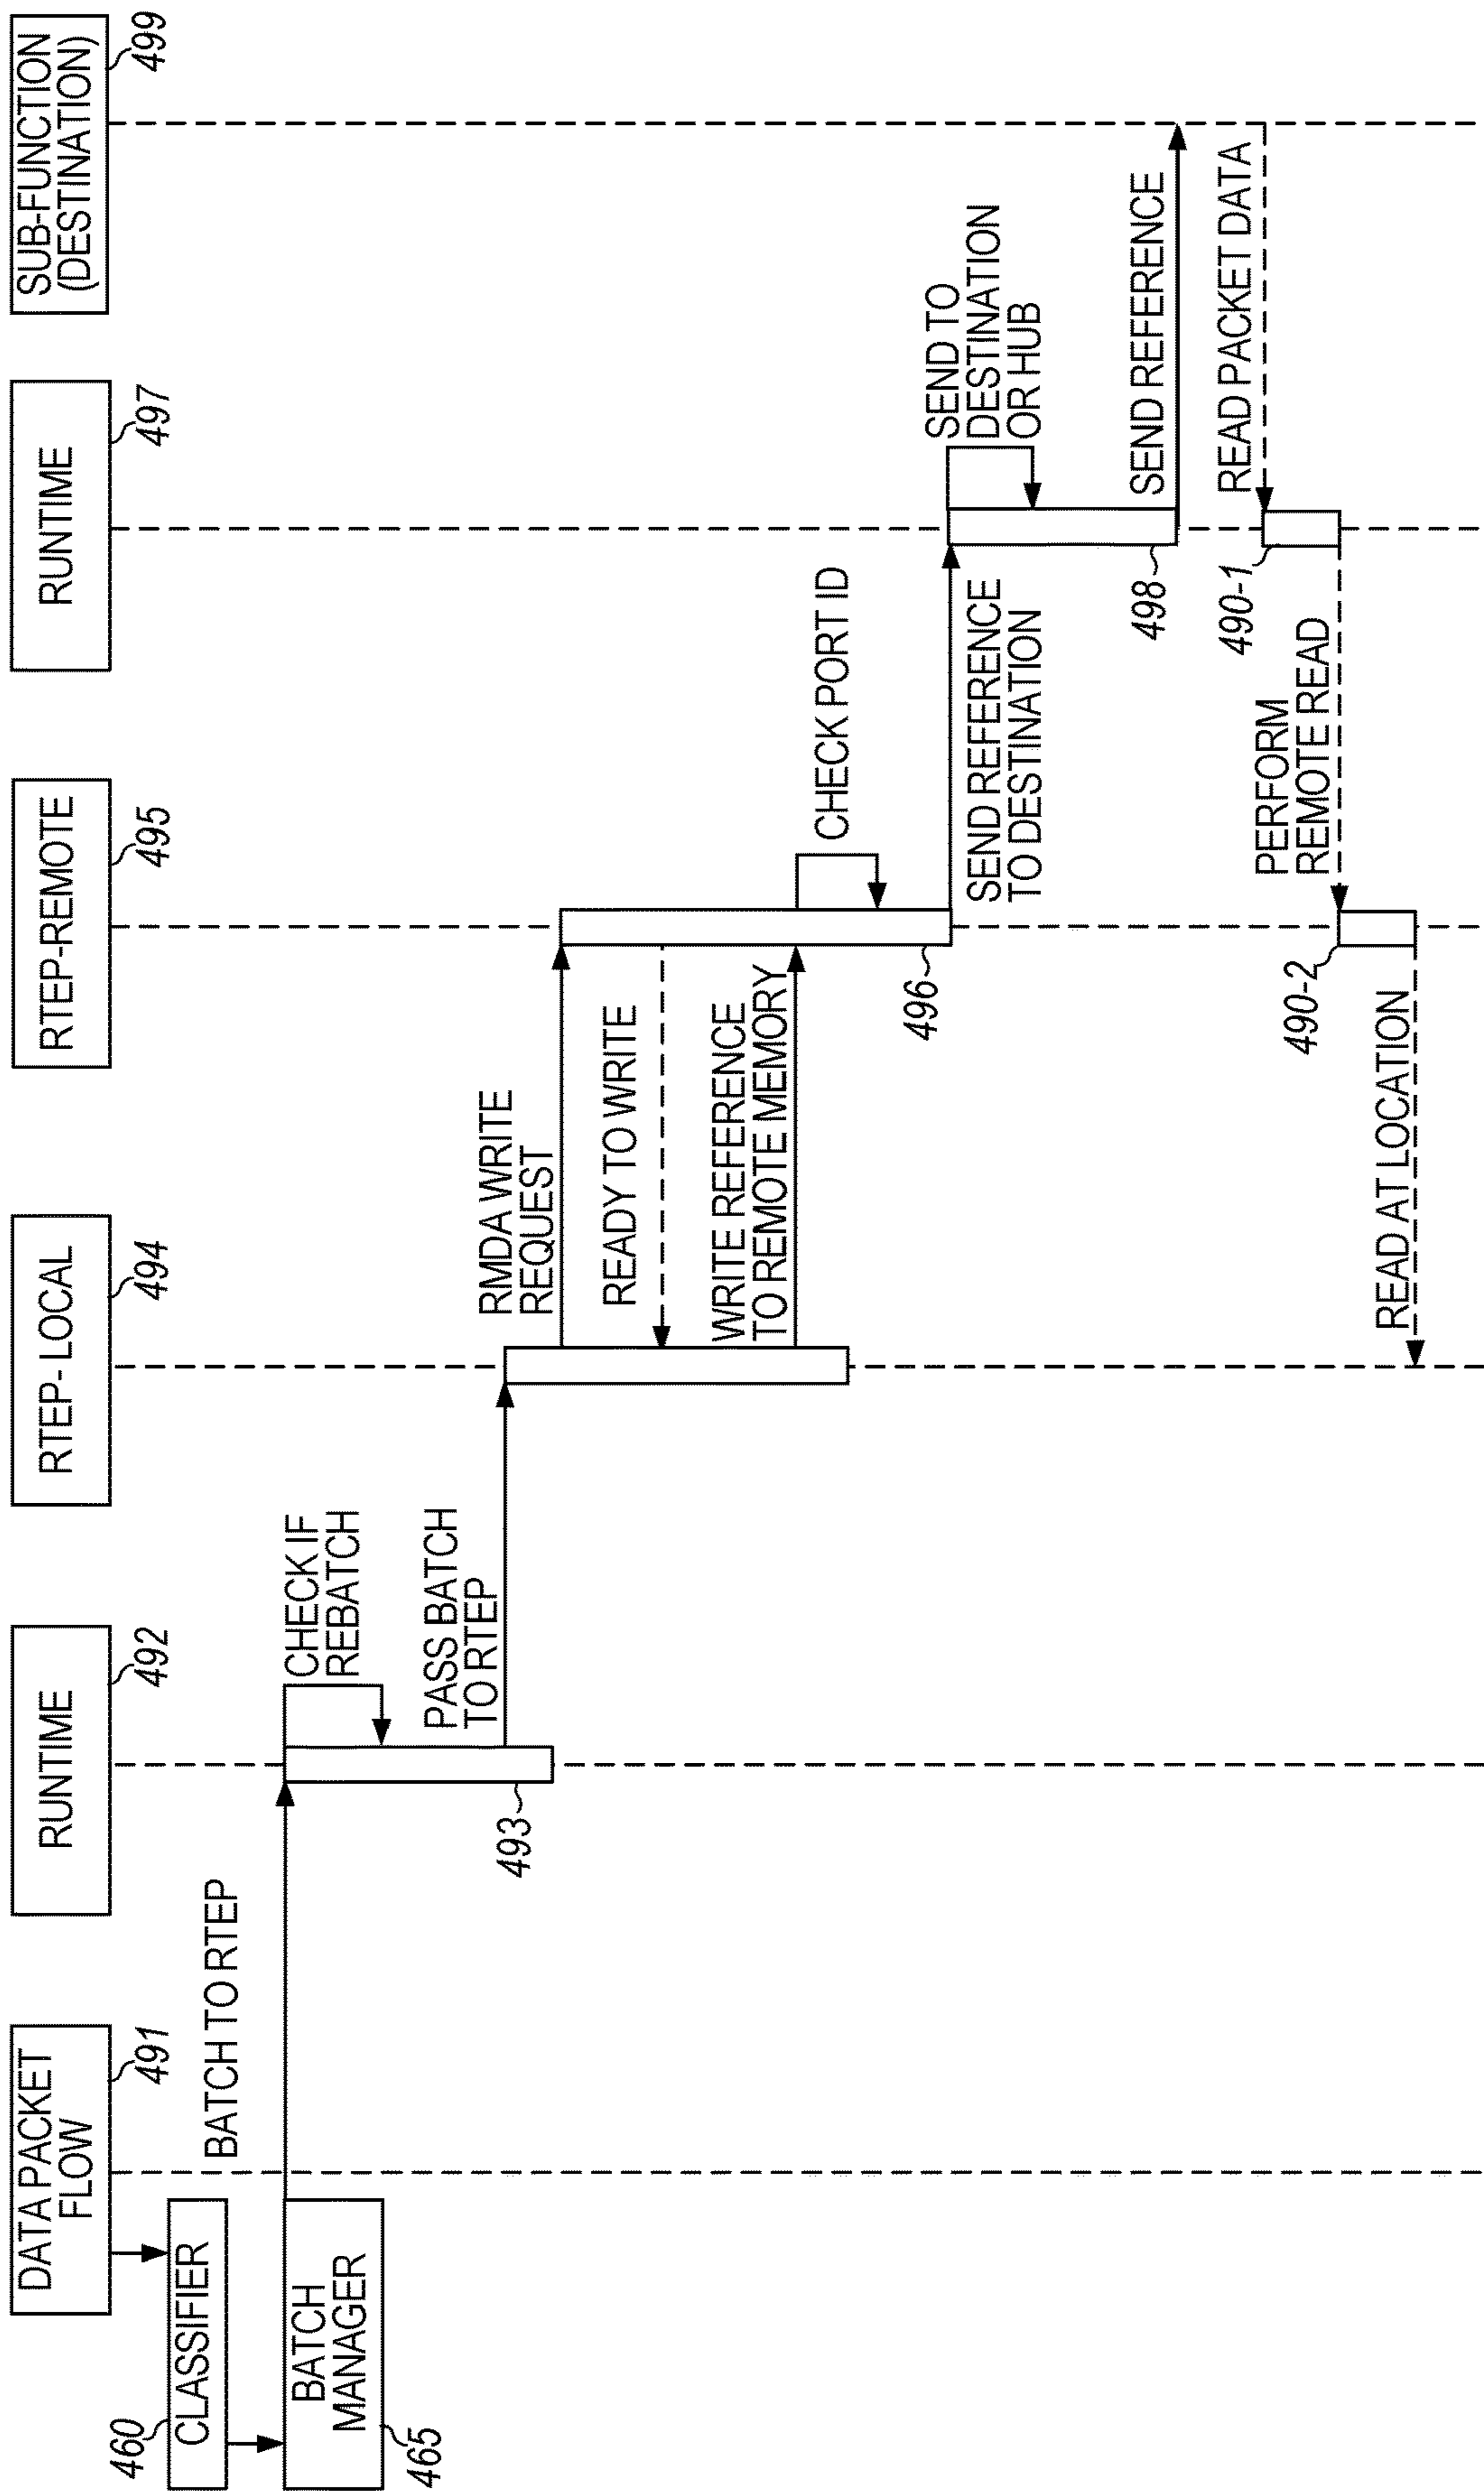 DATA PACKET
FLOW
491
RUNTIME
492
RTEP- LOCAL
494
RTEP-REMOTE
495
RUNTIME
497
SUB-FUNCTION
(DESTINATION)
499
460
CLASSIFIER
BATCH
MANAGER
465
BATCH TO RTEP
CHECK IF
REBATCH
493
PASS BATCH
TO RTEP
RMDA WRITE
REQUEST
READY TO WRITE
WRITE REFERENCE
TO REMOTE MEMORY
CHECK PORT ID
496
SEND REFERENCE
TO DESTINATION
SEND TO
DESTINATION
OR HUB
498
SEND REFERENCE
READ PACKET DATA
490-1
PERFORM
REMOTE READ
490-2
READ AT LOCATION